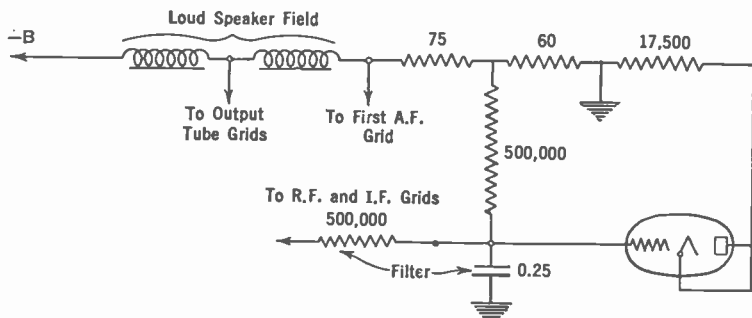 Loud Speaker Field
-B
75
60
17,500
To Output
Tube Grids
To First A.F.
Grid
500,000
To R.F. and I.F. Grids
500,000
Filter
0.25